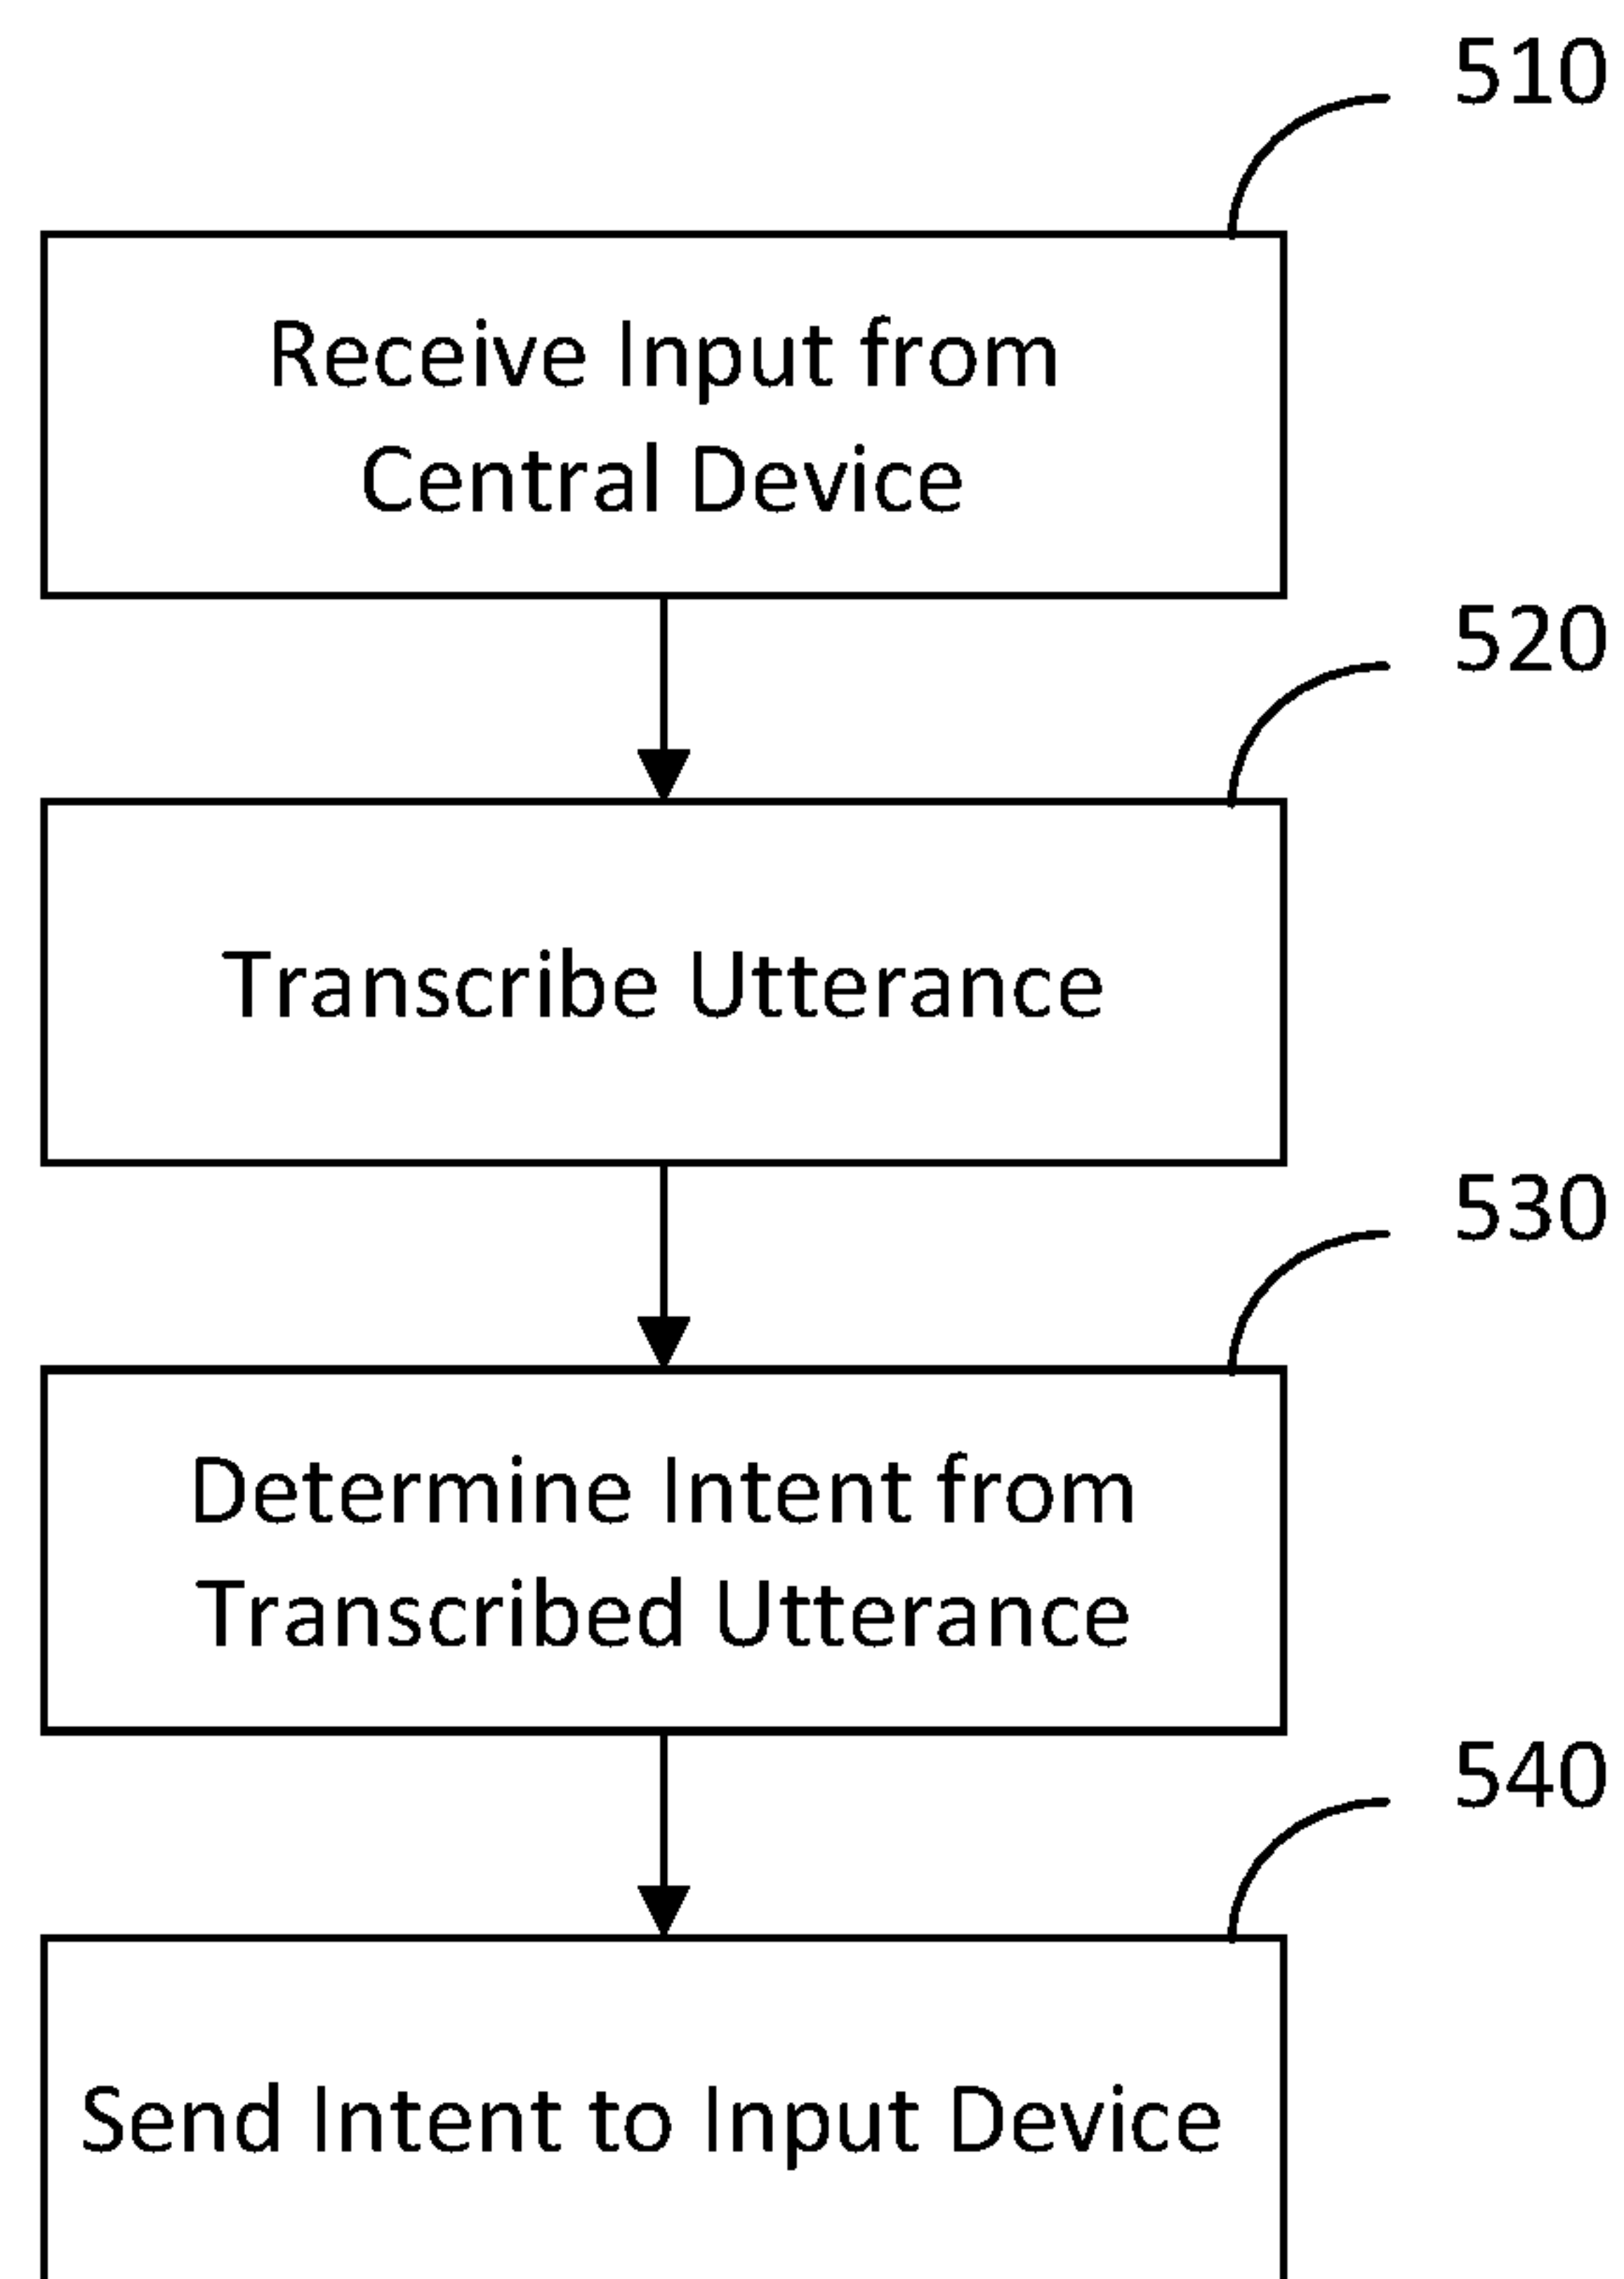 510
Receive Input from
Central Device
520
Transcribe Utterance
530
Determine Intent from
Transcribed Utterance
540
Send Intent to Input Device